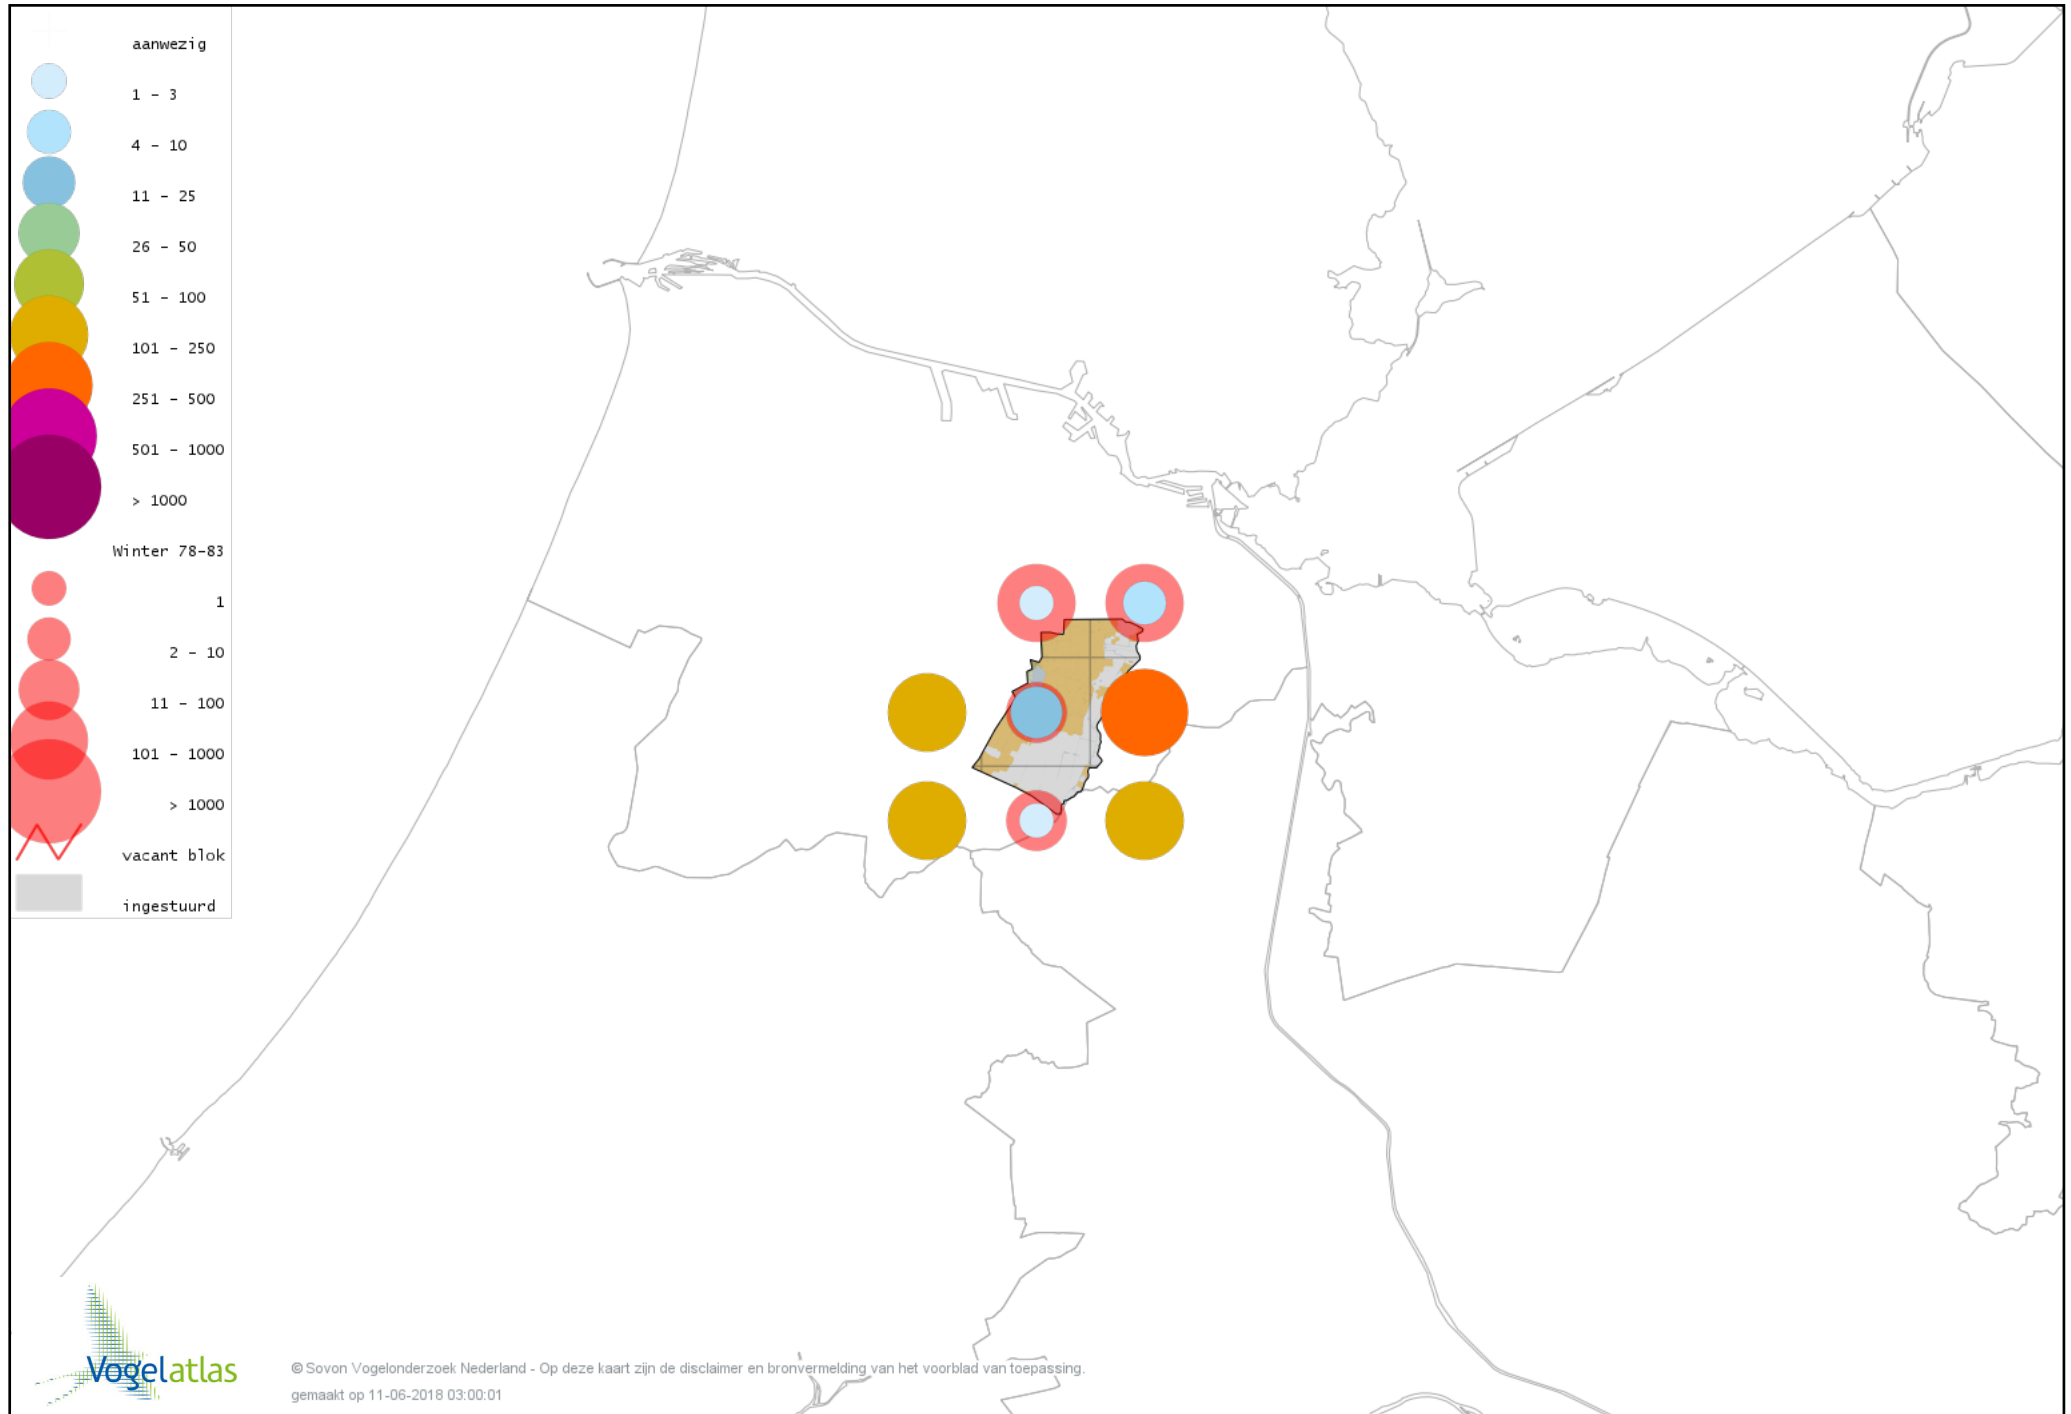 aanwezig
1 - 3
4 - 10
11 - 25
26 - 50
51 - 100
101 - 250
251 - 500
501 - 1000
> 1000
Winter 78-83
1
2 - 10
11 - 100
101 - 1000
> 1000
vacant blok
ingestuurd
Vogelatlas
© Sovon Vogelonderzoek Nederland - Op deze kaart zijn de disclaimer en bronvermelding van het voorblad van toepassing.
gemaakt op 11-06-2018 03:00:01